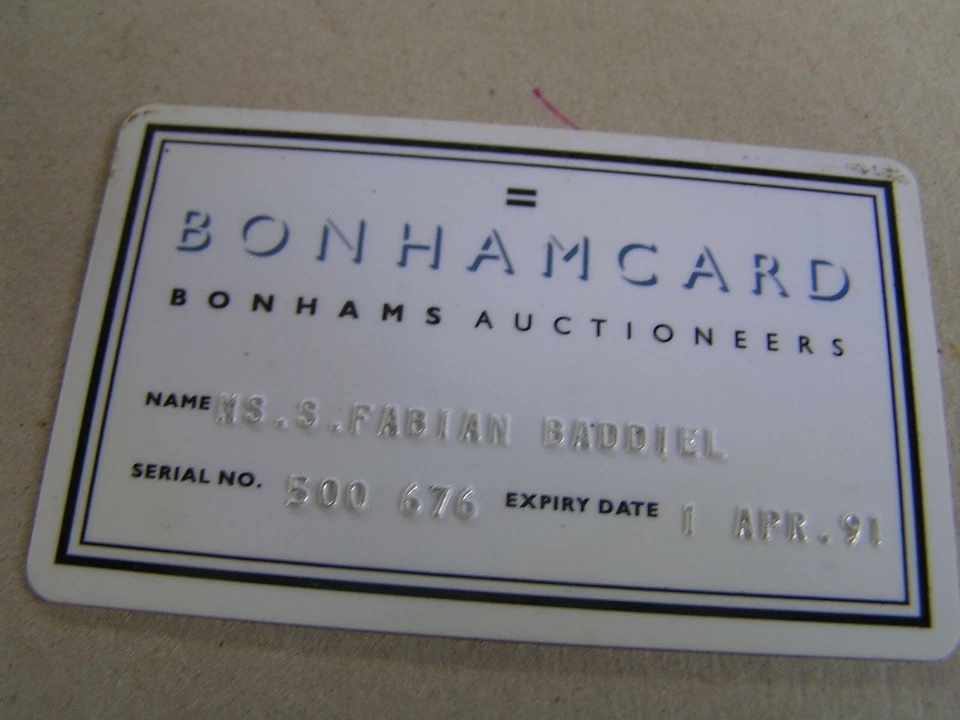 BONHAMCARD
BONHAMS AUCTIONEERS
NAME MS.S.FABIAN BADDIEL
SERIAL NO. 500 676 EXPIRY DATE 1 APR.91